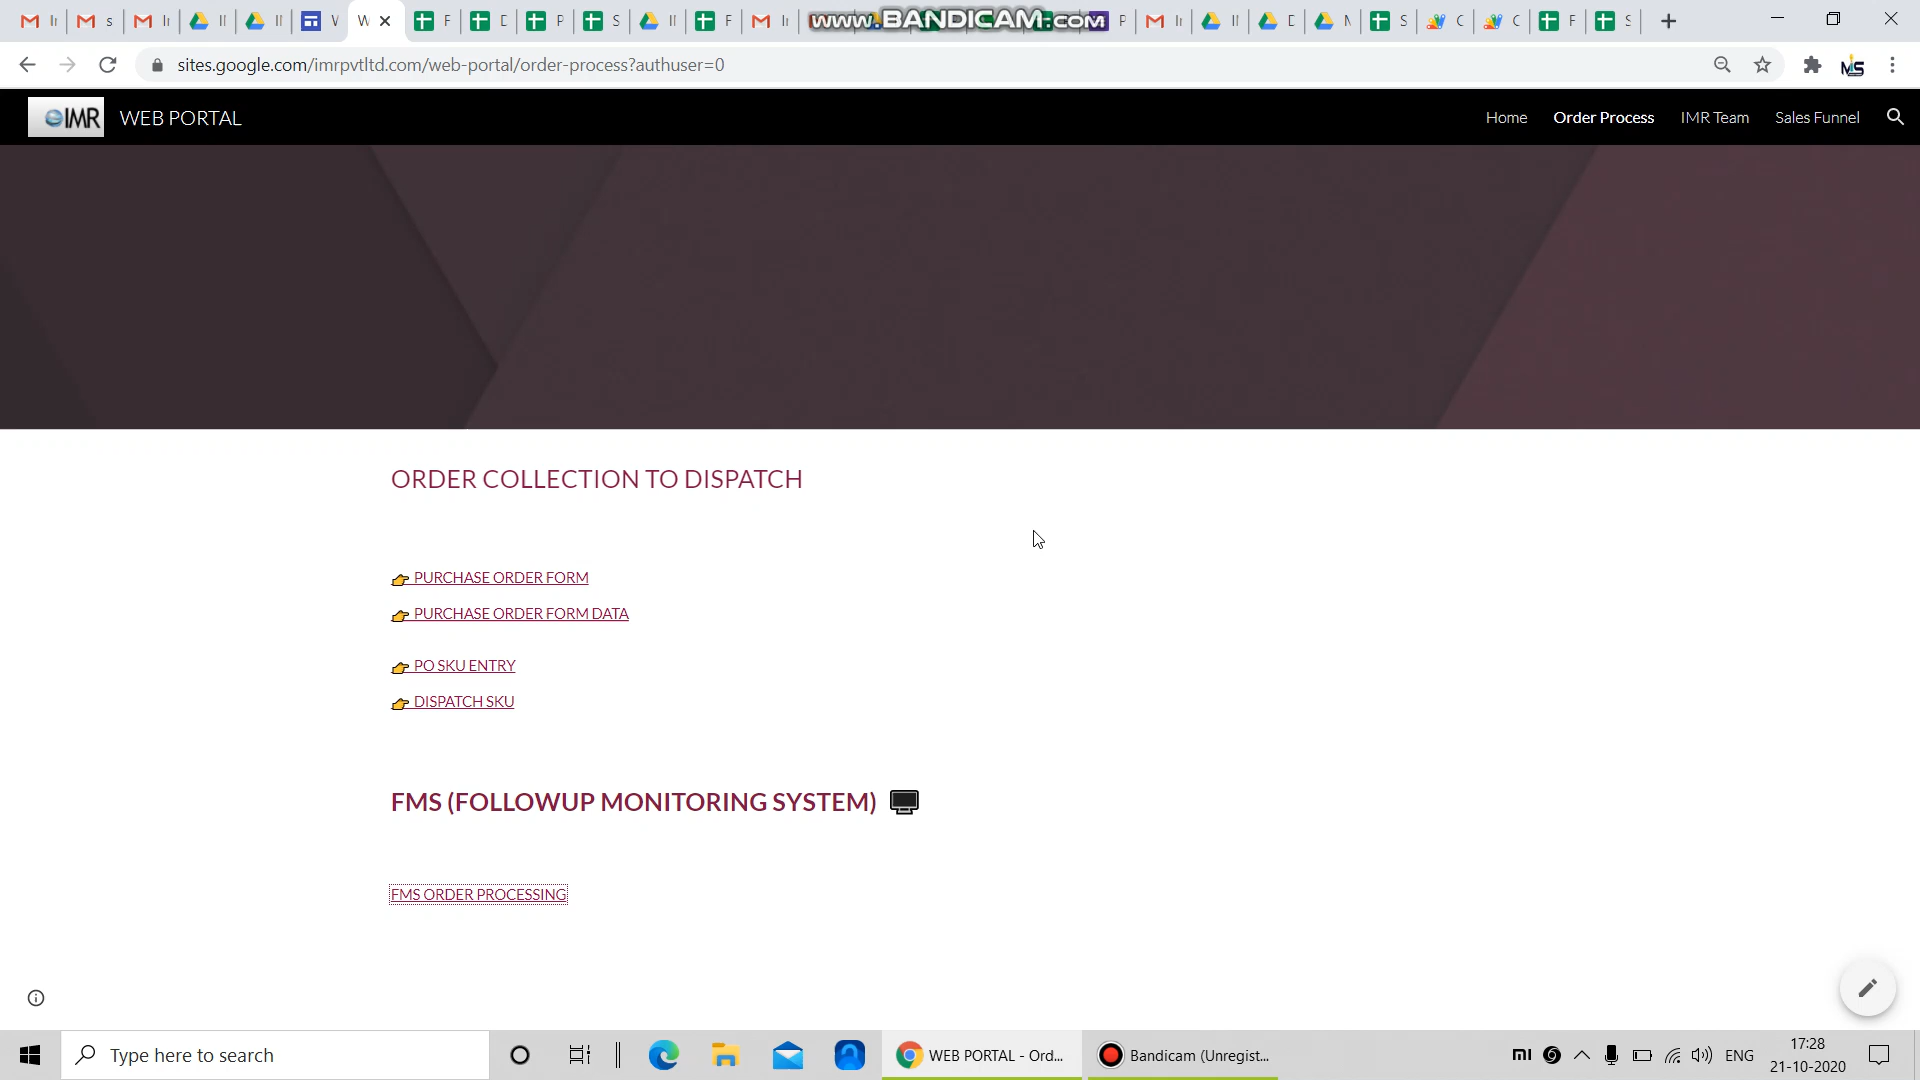 www.BANDICAM.com
sites.google.com/imrpvtltd.com/web-portal/order-process?authuser=0
MIS
IMR WEB PORTAL
Home Order Process IMR Team Sales Funnel
ORDER COLLECTION TO DISPATCH
PURCHASE ORDER FORM
PURCHASE ORDER FORM DATA
PO SKU ENTRY
DISPATCH SKU
FMS (FOLLOWUP MONITORING SYSTEM)
FMS ORDER PROCESSING
Type here to search
WEB PORTAL - Ord...
Bandicam (Unregist...
mi
ENG
17:28
21-10-2020